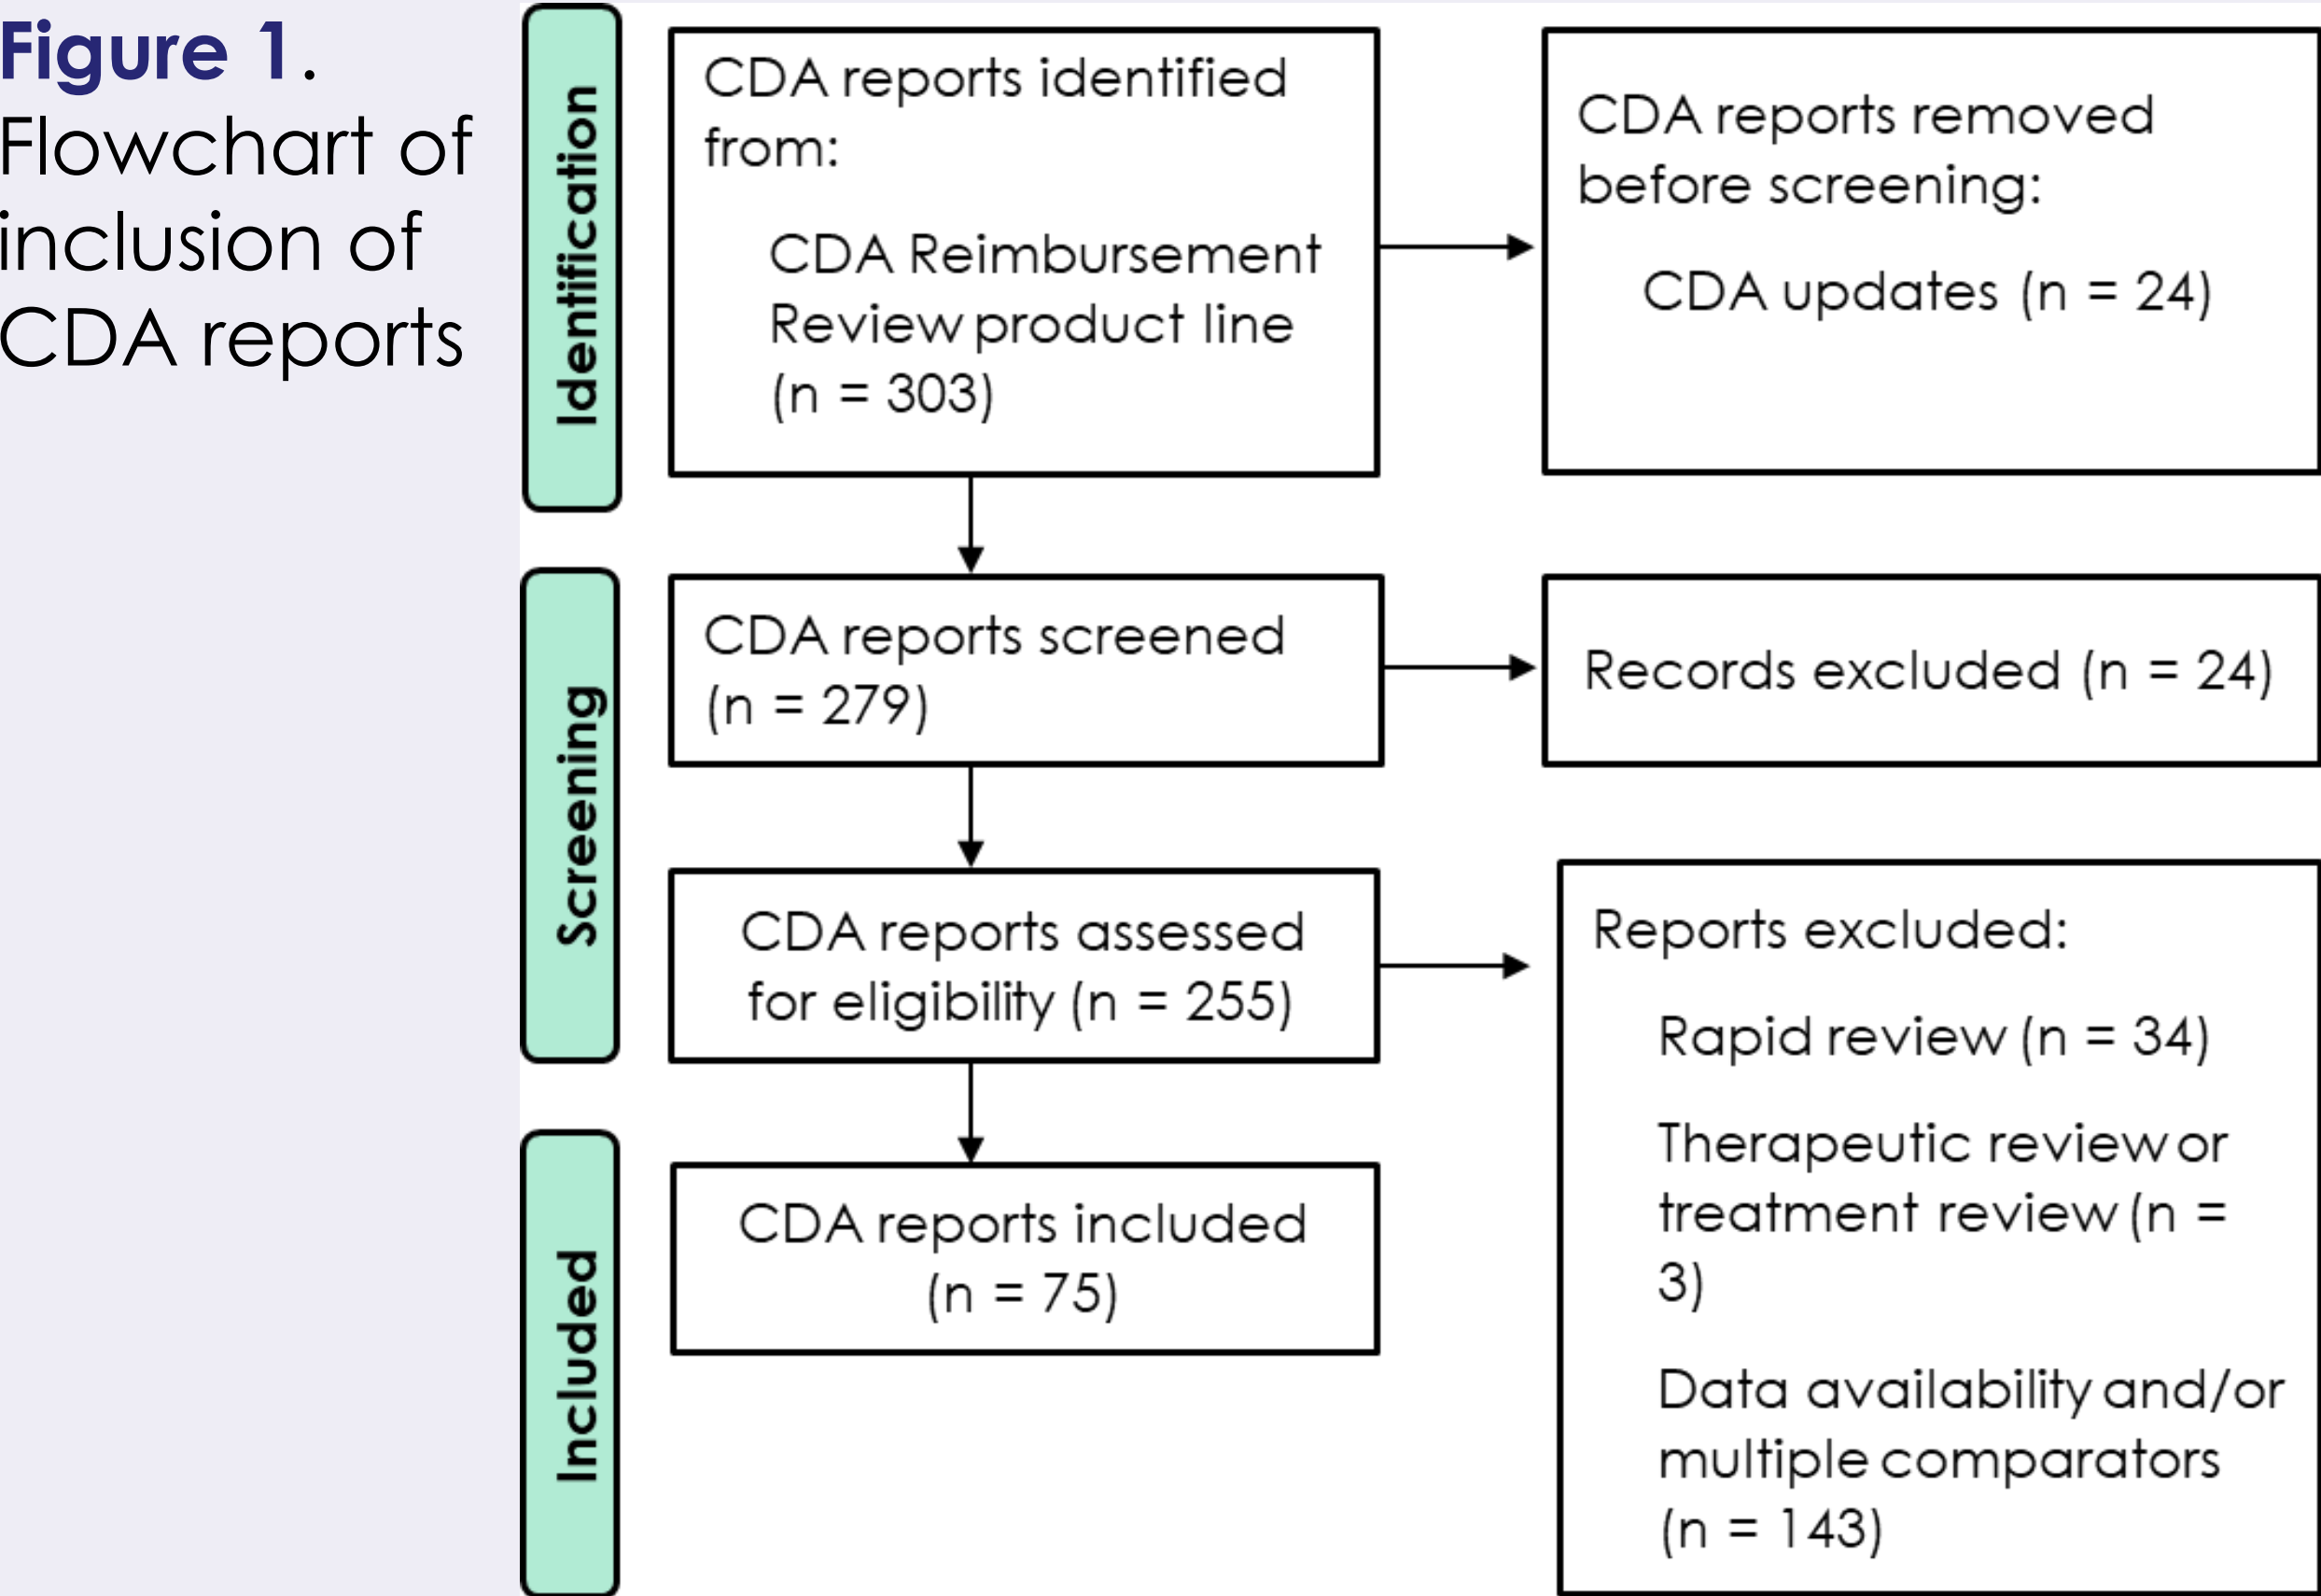 Figure 1.
Flowchart of
inclusion of
CDA reports
Identification
CDA reports identified
from:
CDA Reimbursement
Review product line
(n = 303)
CDA reports removed
before screening:
CDA updates (n = 24)
Screening
CDA reports screened
(n = 279)
Records excluded (n = 24)
CDA reports assessed
for eligibility (n = 255)
Reports excluded:
Rapid review (n = 34)
Therapeutic review or
treatment review (n =
3)
Data availability and/or
multiple comparators
(n = 143)
Included
CDA reports included
(n = 75)